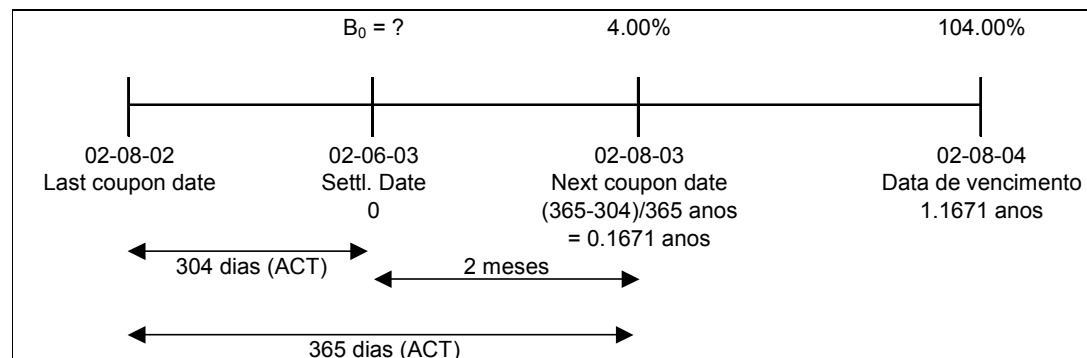 B₀ = ? 4.00% 104.00%
02-08-02 02-06-03 02-08-03 02-08-04
Last coupon date Settl. Date Next coupon date Data de vencimento
0 (365-304)/365 anos 1.1671 anos
= 0.1671 anos
304 dias (ACT) 2 meses
365 dias (ACT)